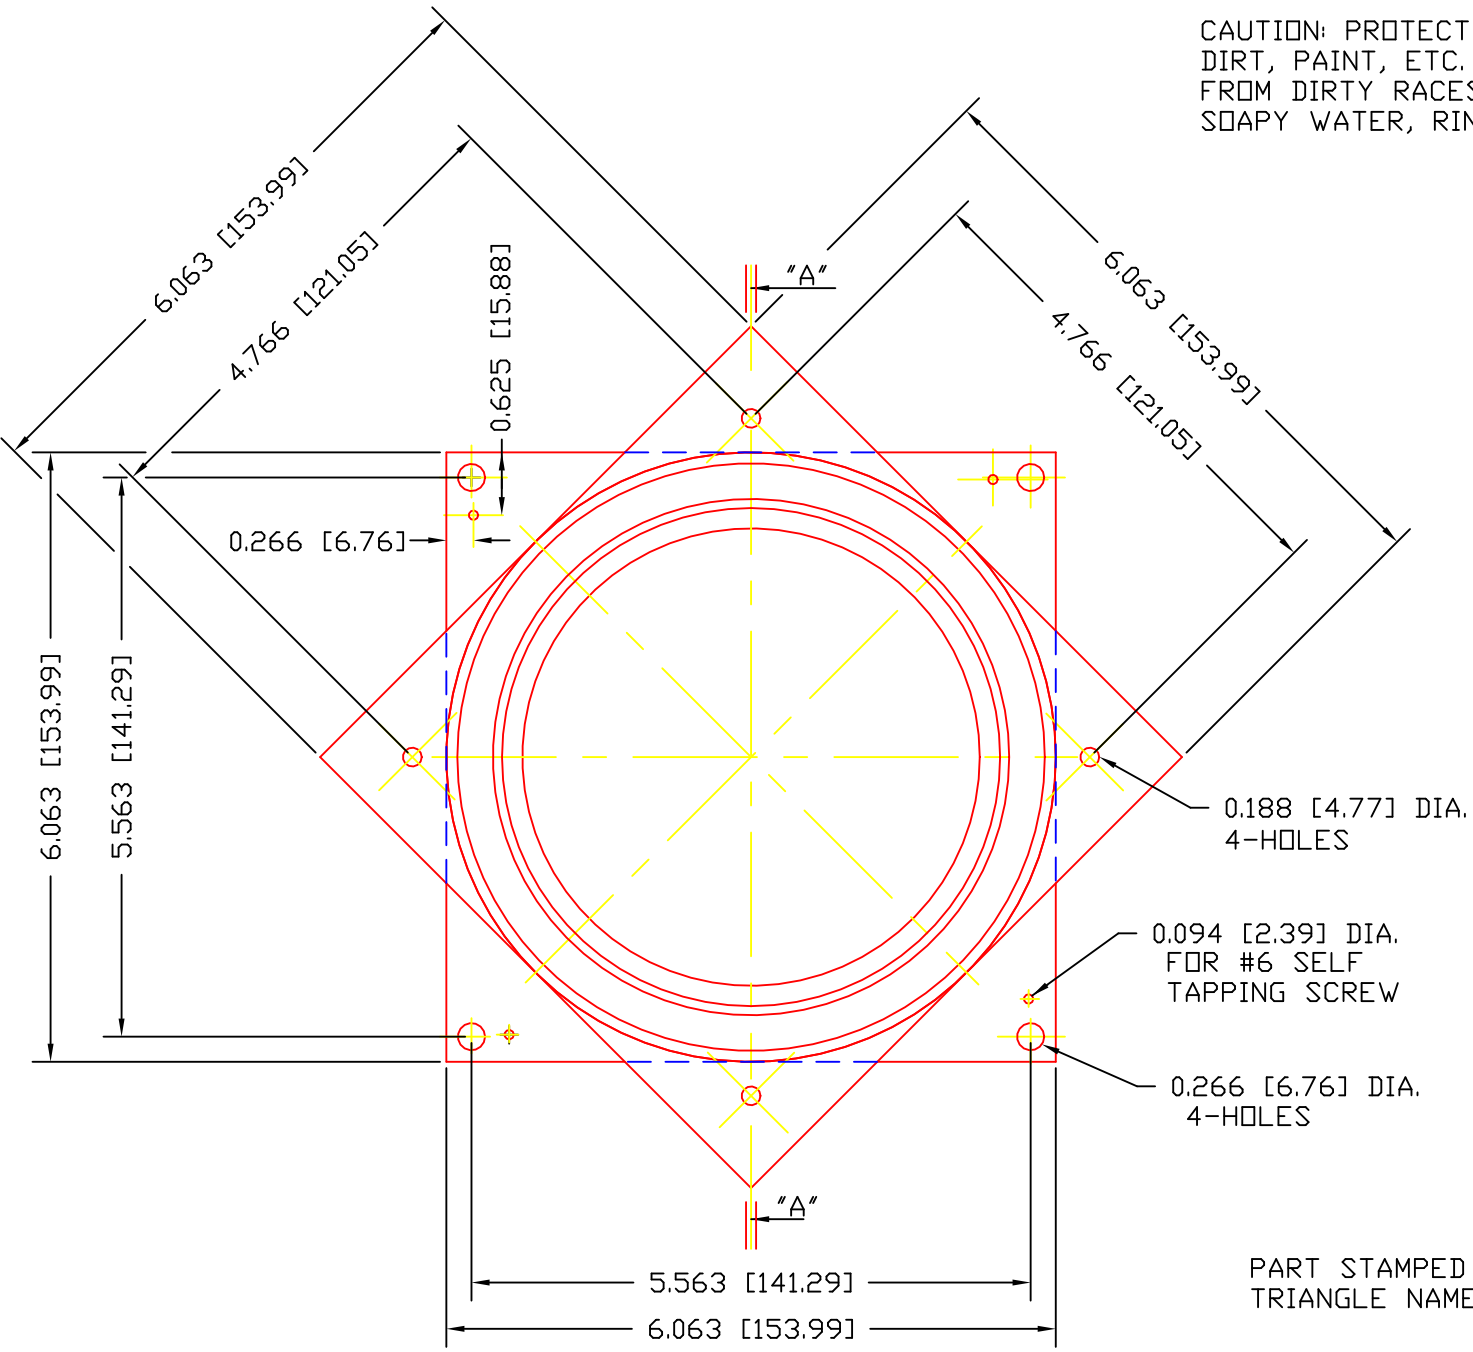 CAUTION: PROTECT
DIRT, PAINT, ETC.
FROM DIRTY RACES
SOAPY WATER, RIN
6.063 [153.99]
4.766 [121.05]
0.625 [15.88]
"A"
6.063 [153.99]
4.766 [121.05]
0.266 [6.76]
6.063 [153.99]
5.563 [141.29]
0.188 [4.77] DIA.
4-HOLES
0.094 [2.39] DIA.
FOR #6 SELF
TAPPING SCREW
0.266 [6.76] DIA.
4-HOLES
"A"
5.563 [141.29]
6.063 [153.99]
PART STAMPED
TRIANGLE NAME